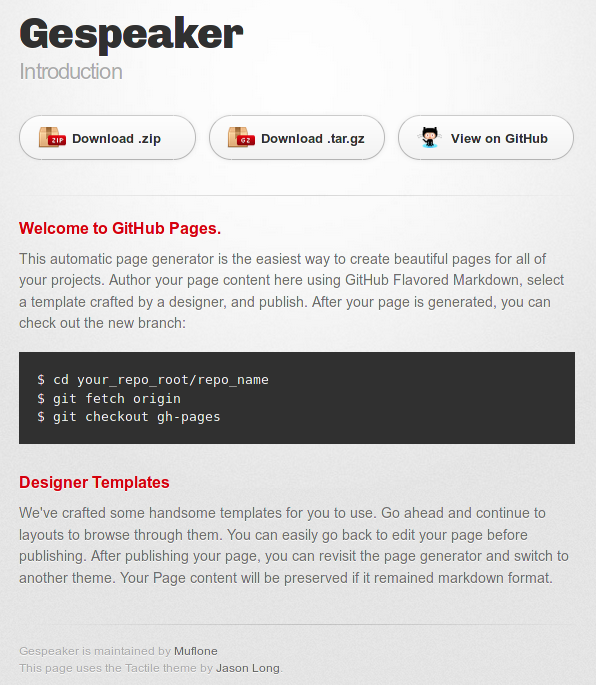 Gespeaker
Introduction
ZIP Download .zip
GZ Download .tar.gz
View on GitHub
Welcome to GitHub Pages.
This automatic page generator is the easiest way to create beautiful pages for all of
your projects. Author your page content here using GitHub Flavored Markdown, select
a template crafted by a designer, and publish. After your page is generated, you can
check out the new branch:
$ cd your_repo_root/repo_name
$ git fetch origin
$ git checkout gh-pages
Designer Templates
We've crafted some handsome templates for you to use. Go ahead and continue to
layouts to browse through them. You can easily go back to edit your page before
publishing. After publishing your page, you can revisit the page generator and switch to
another theme. Your Page content will be preserved if it remained markdown format.
Gespeaker is maintained by Muflone
This page uses the Tactile theme by Jason Long.